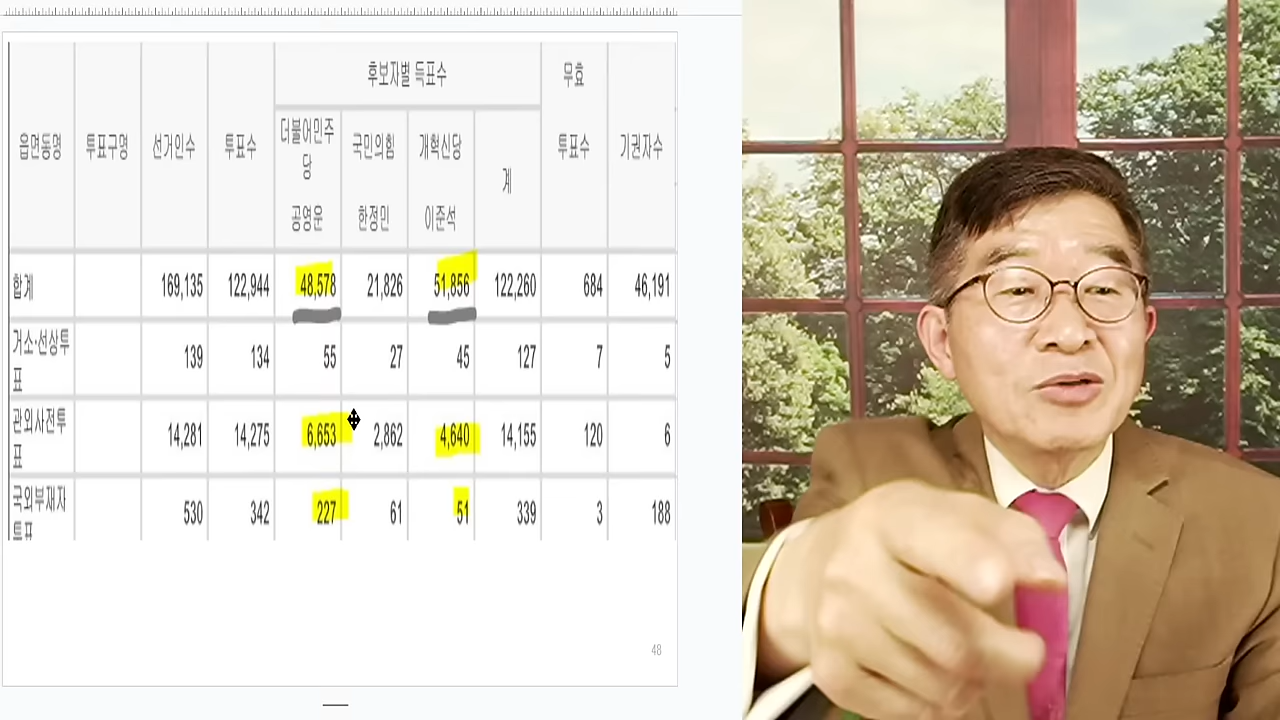 후보자별 득표수
무효
읍면동명 투표구명 선거인수 투표수 투표수 기권자수
더불어민주
당
공영운
국민의힘
한정민
개혁신당
이준석
계
합계 169,135 122,944 48,578 21,826 51,856 122,260 684 46,191
거소·선상투
표
139 134 55 27 45 127 7 5
관외사전투
표
14,281 14,275 6,653 2,862 4,640 14,155 120 6
국외부재자
투표
530 342 227 61 51 339 3 188
48